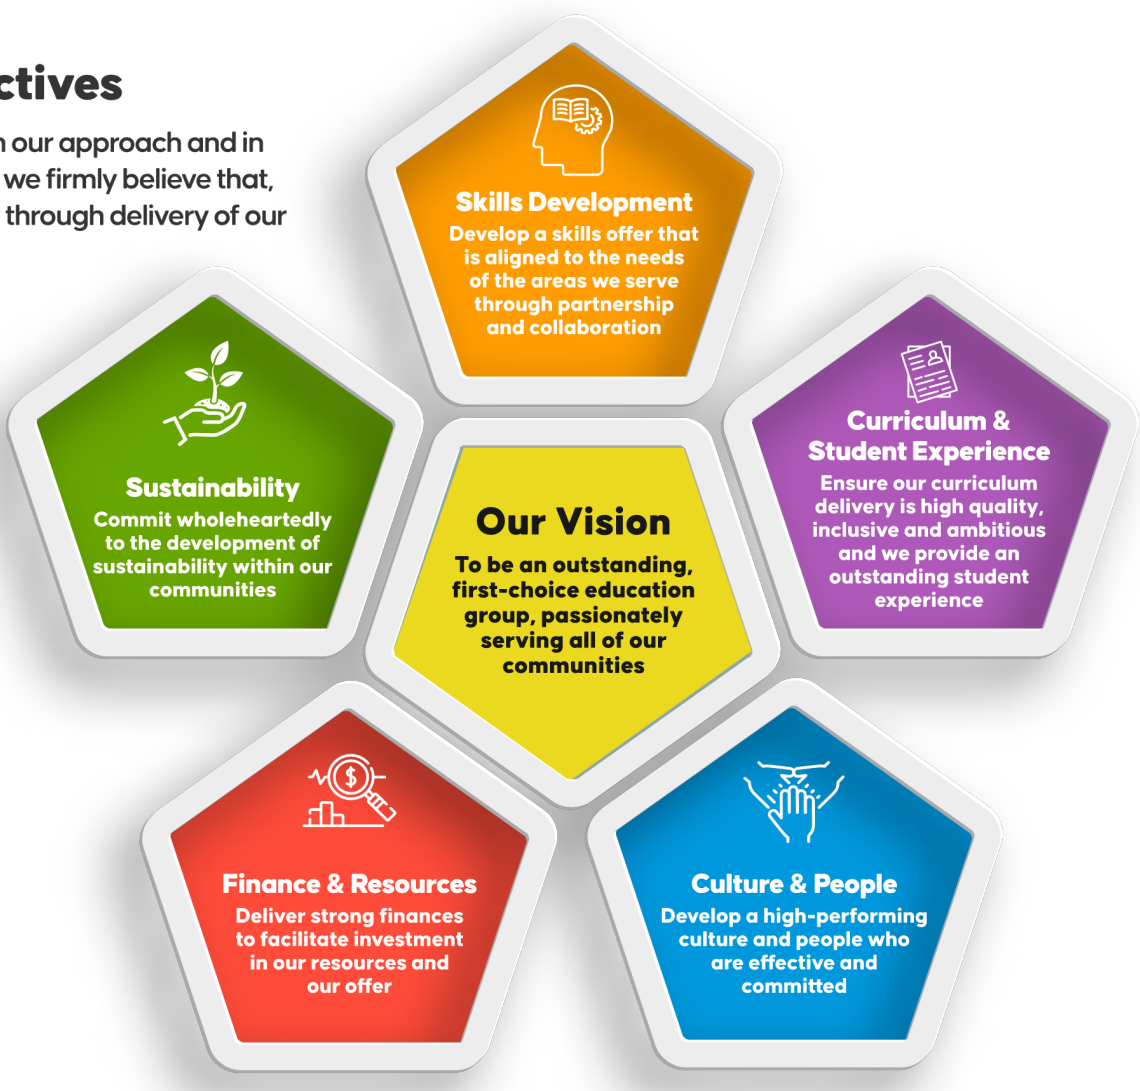 ctives
our approach and in
we firmly believe that,
through delivery of our
Skills Development
Develop a skills offer that
is aligned to the needs
of the areas we serve
through partnership
and collaboration
Curriculum &
Student Experience
Ensure our curriculum
delivery is high quality,
inclusive and ambitious
and we provide an
outstanding student
experience
Sustainability
Commit wholeheartedly
to the development of
sustainability within our
communities
Our Vision
To be an outstanding,
first-choice education
group, passionately
serving all of our
communities
$
Finance & Resources
Deliver strong finances
to facilitate investment
in our resources and
our offer
Culture & People
Develop a high-performing
culture and people who
are effective and
committed